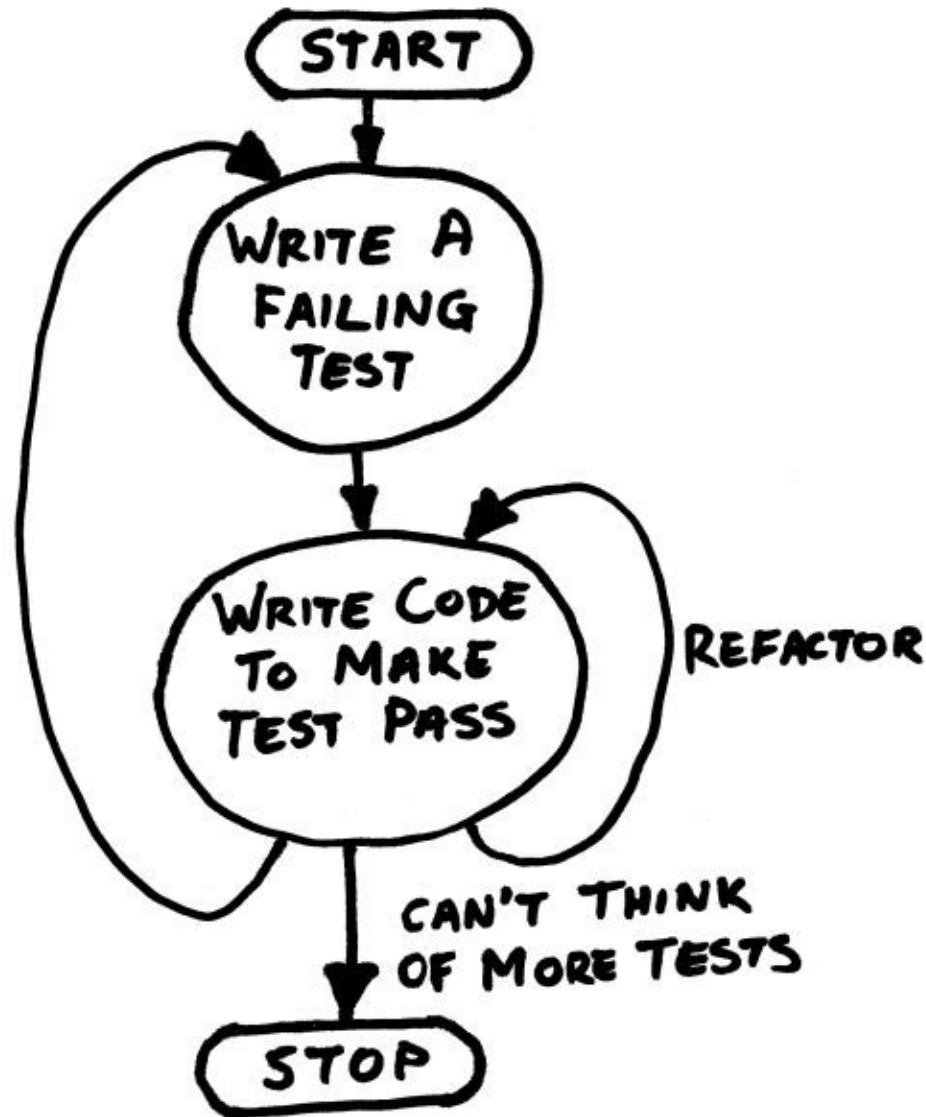 START
WRITE A
FAILING
TEST
WRITE CODE
TO MAKE
TEST PASS
REFACTOR
CAN'T THINK
OF MORE TESTS
STOP